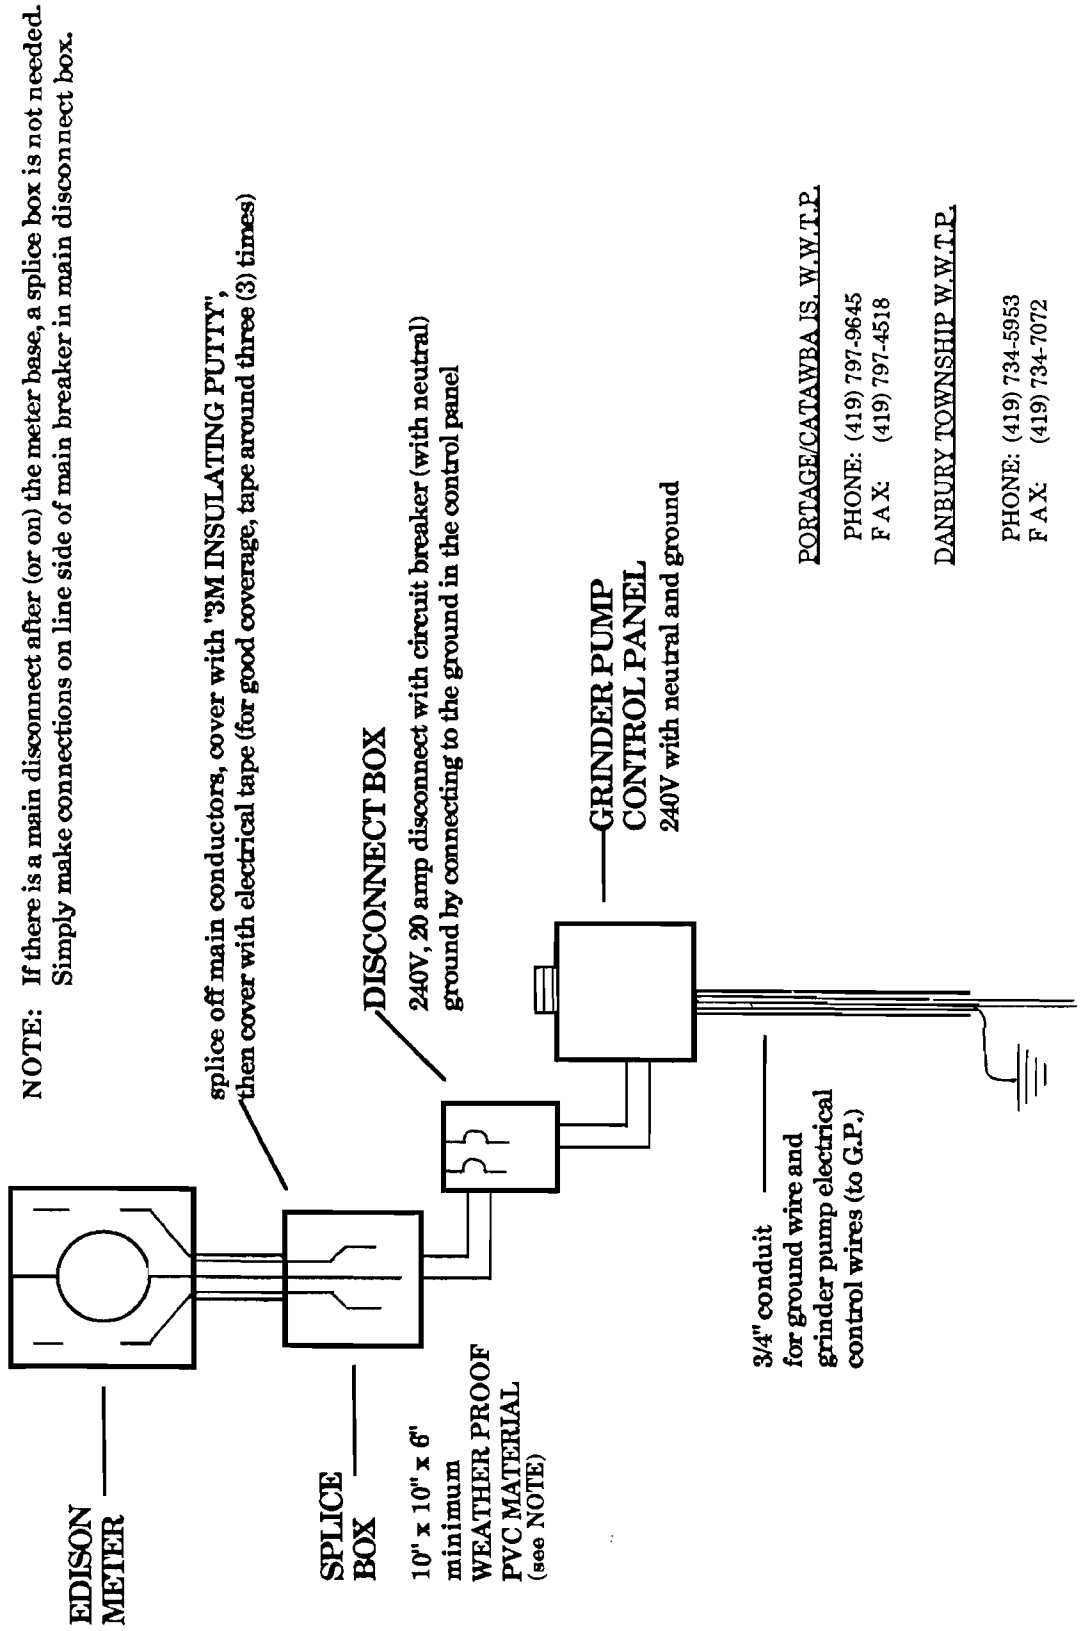 NOTE: If there is a main disconnect after (or on) the meter base, a splice box is not needed.
Simply make connections on line side of main breaker in main disconnect box.
EDISON
METER
splice off main conductors, cover with "3M INSULATING PUTTY",
then cover with electrical tape (for good coverage, tape around three (3) times)
SPLICE
BOX
10" x 10" x 6"
minimum
WEATHER PROOF
PVC MATERIAL
(see NOTE)
DISCONNECT BOX
240V, 20 amp disconnect with circuit breaker (with neutral)
ground by connecting to the ground in the control panel
GRINDER PUMP
CONTROL PANEL
240V with neutral and ground
3/4" conduit
for ground wire and
grinder pump electrical
control wires (to G.P.)
PORTAGE/CATAWBA IS. W.W.T.P.
PHONE: (419) 797-9645
FAX: (419) 797-4518
DANBURY TOWNSHIP W.W.T.P.
PHONE: (419) 734-5953
FAX: (419) 734-7072